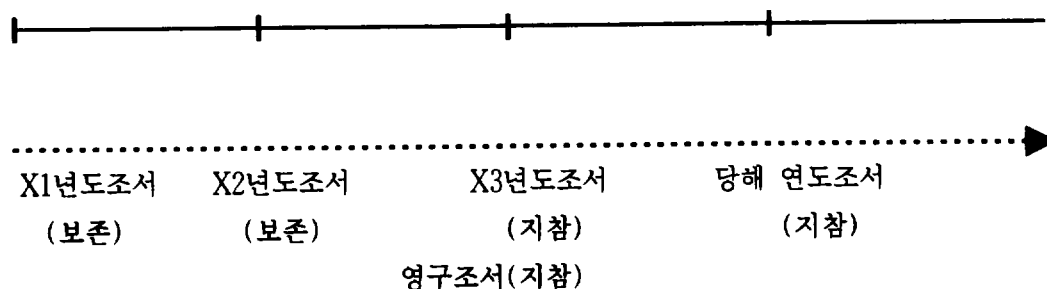 X1년도조서 X2년도조서 X3년도조서 당해 연도조서
(보존) (보존) (지참) (지참)
영구조서(지참)